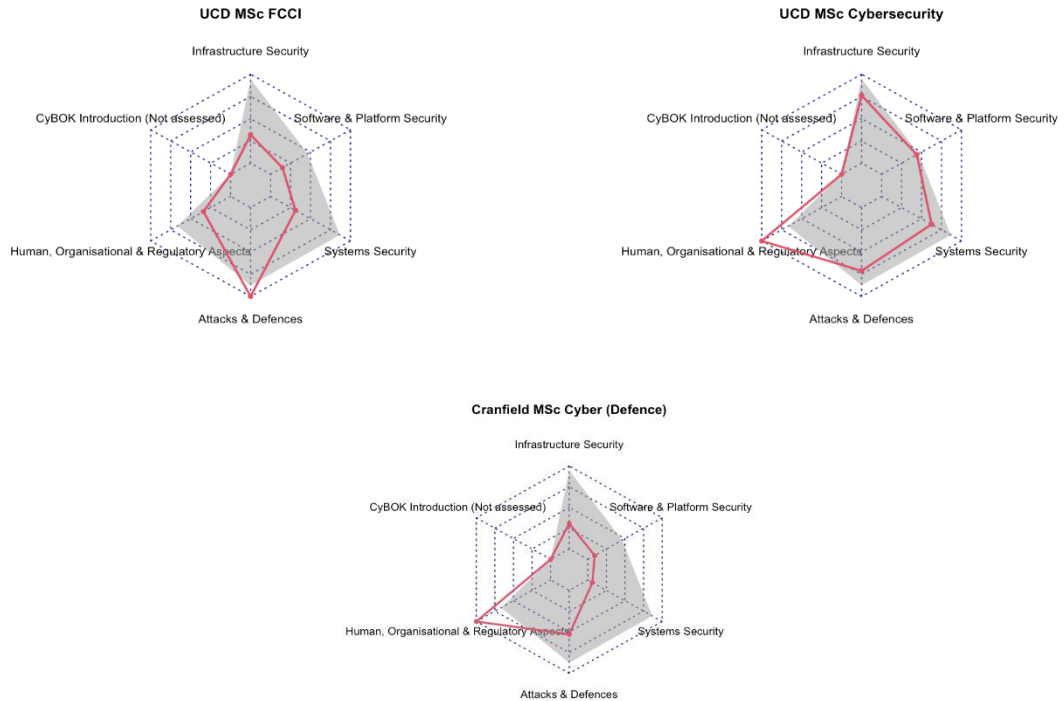 UCD MSc FCCI
Infrastructure Security
CyBOK Introduction (Not assessed)
Software & Platform Security
Human, Organisational & Regulatory Aspects
Systems Security
Attacks & Defences
UCD MSc Cybersecurity
Infrastructure Security
CyBOK Introduction (Not assessed)
Software & Platform Security
Human, Organisational & Regulatory Aspects
Systems Security
Attacks & Defences
Cranfield MSc Cyber (Defence)
Infrastructure Security
CyBOK Introduction (Not assessed)
Software & Platform Security
Human, Organisational & Regulatory Aspects
Systems Security
Attacks & Defences